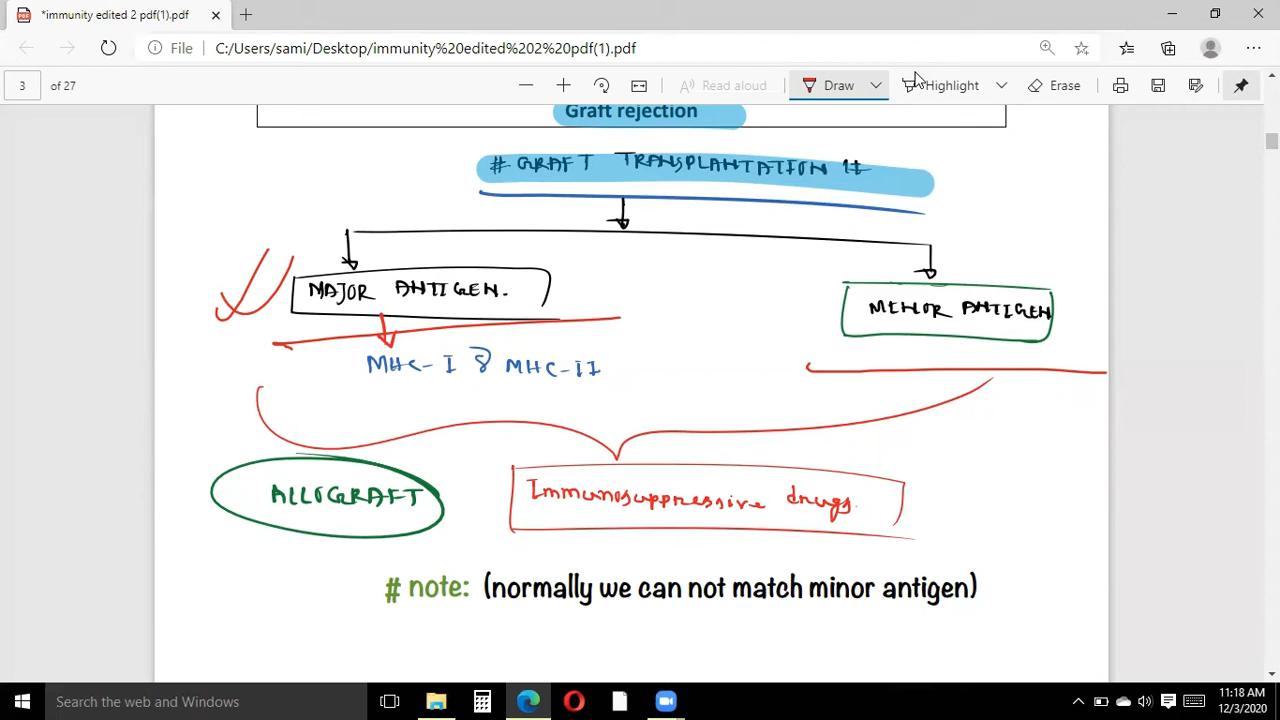 *immunity edited 2 pdf(1).pdf
File C:/Users/sami/Desktop/immunity%20edited%202%20pdf(1).pdf
3 of 27 Read aloud Draw Highlight Erase
Graft rejection
# GRAFT TRANSPLANTATION #
MAJOR ANTIGEN.
MINOR ANTIGEN
MHC-I & MHC-II
ALLOGRAFT
Immunosuppressive drugs.
# note: (normally we can not match minor antigen)
Search the web and Windows
11:18 AM
12/3/2020